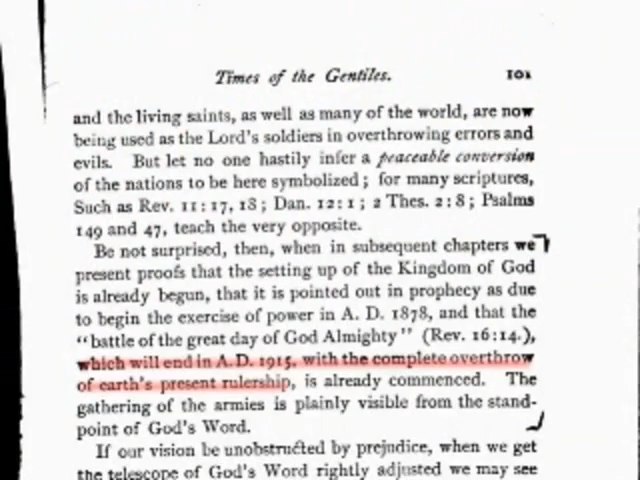 Times of the Gentiles. 101
and the living saints, as well as many of the world, are now
being used as the Lord's soldiers in overthrowing errors and
evils. But let no one hastily infer a peaceable conversion
of the nations to be here symbolized; for many scriptures,
Such as Rev. 11:17, 18; Dan. 12:1; 2 Thes. 2:8; Psalms
149 and 47, teach the very opposite.
Be not surprised, then, when in subsequent chapters we
present proofs that the setting up of the Kingdom of God
is already begun, that it is pointed out in prophecy as due
to begin the exercise of power in A. D. 1878, and that the
"battle of the great day of God Almighty" (Rev. 16:14.),
which will end in A.D. 1915, with the complete overthrow
of earth's present rulership, is already commenced. The
gathering of the armies is plainly visible from the stand-
point of God's Word.
If our vision be unobstructed by prejudice, when we get
the telescope of God's Word rightly adjusted we may see